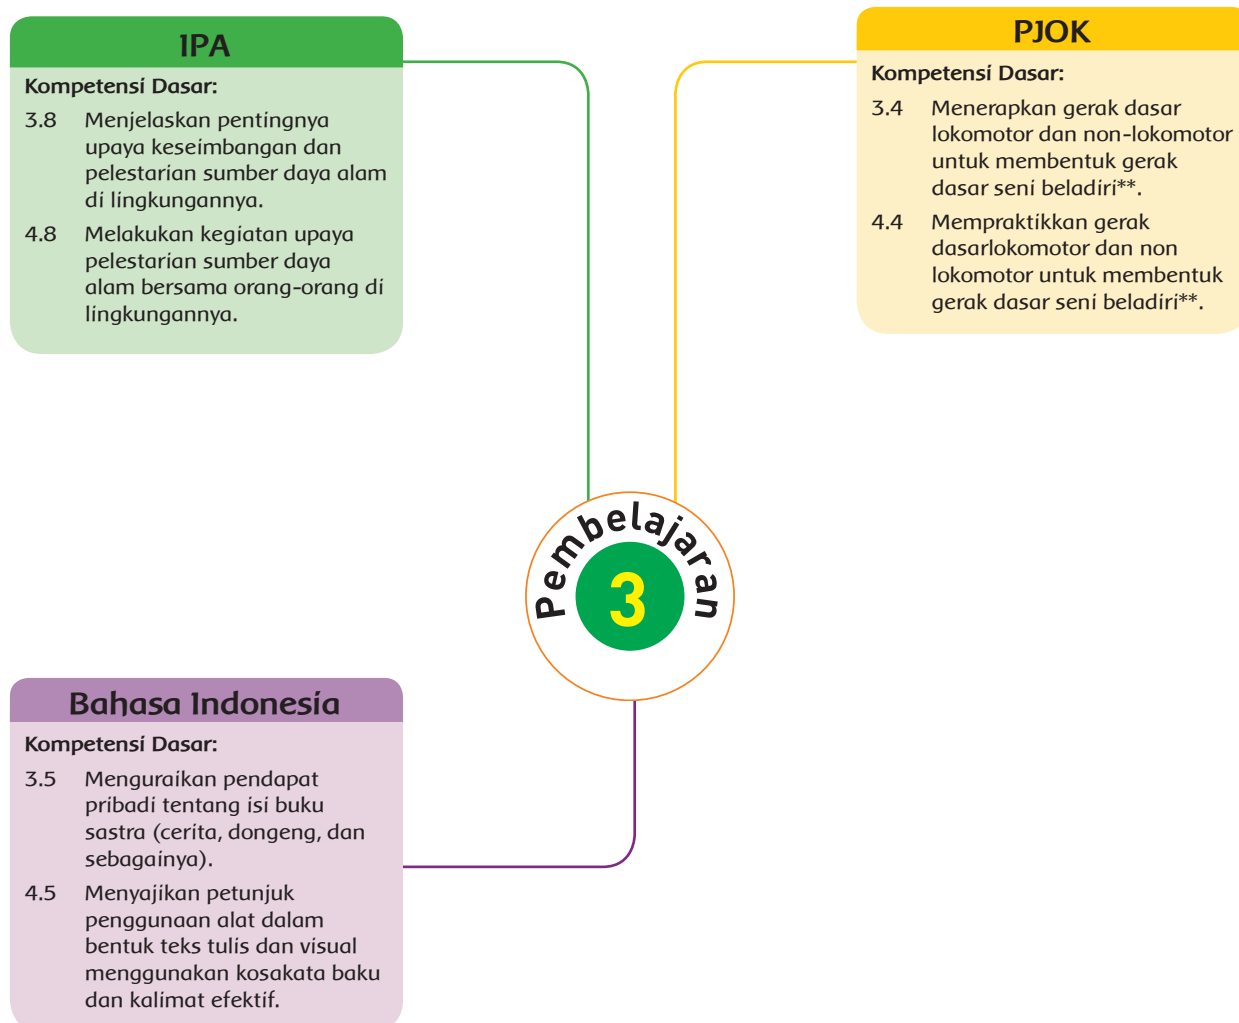 IPA
Kompetensi Dasar:
3.8 Menjelaskan pentingnya
upaya keseimbangan dan
pelestarian sumber daya alam
di lingkungannya.
4.8 Melakukan kegiatan upaya
pelestarian sumber daya
alam bersama orang-orang di
lingkungannya.
PJOK
Kompetensi Dasar:
3.4 Menerapkan gerak dasar
lokomotor dan non-lokomotor
untuk membentuk gerak
dasar seni beladiri**.
4.4 Mempraktikkan gerak
dasarlokomotor dan non
lokomotor untuk membentuk
gerak dasar seni beladiri**.
Pembelajaran
3
Bahasa Indonesia
Kompetensi Dasar:
3.5 Menguraikan pendapat
pribadi tentang isi buku
sastra (cerita, dongeng, dan
sebagainya).
4.5 Menyajikan petunjuk
penggunaan alat dalam
bentuk teks tulis dan visual
menggunakan kosakata baku
dan kalimat efektif.